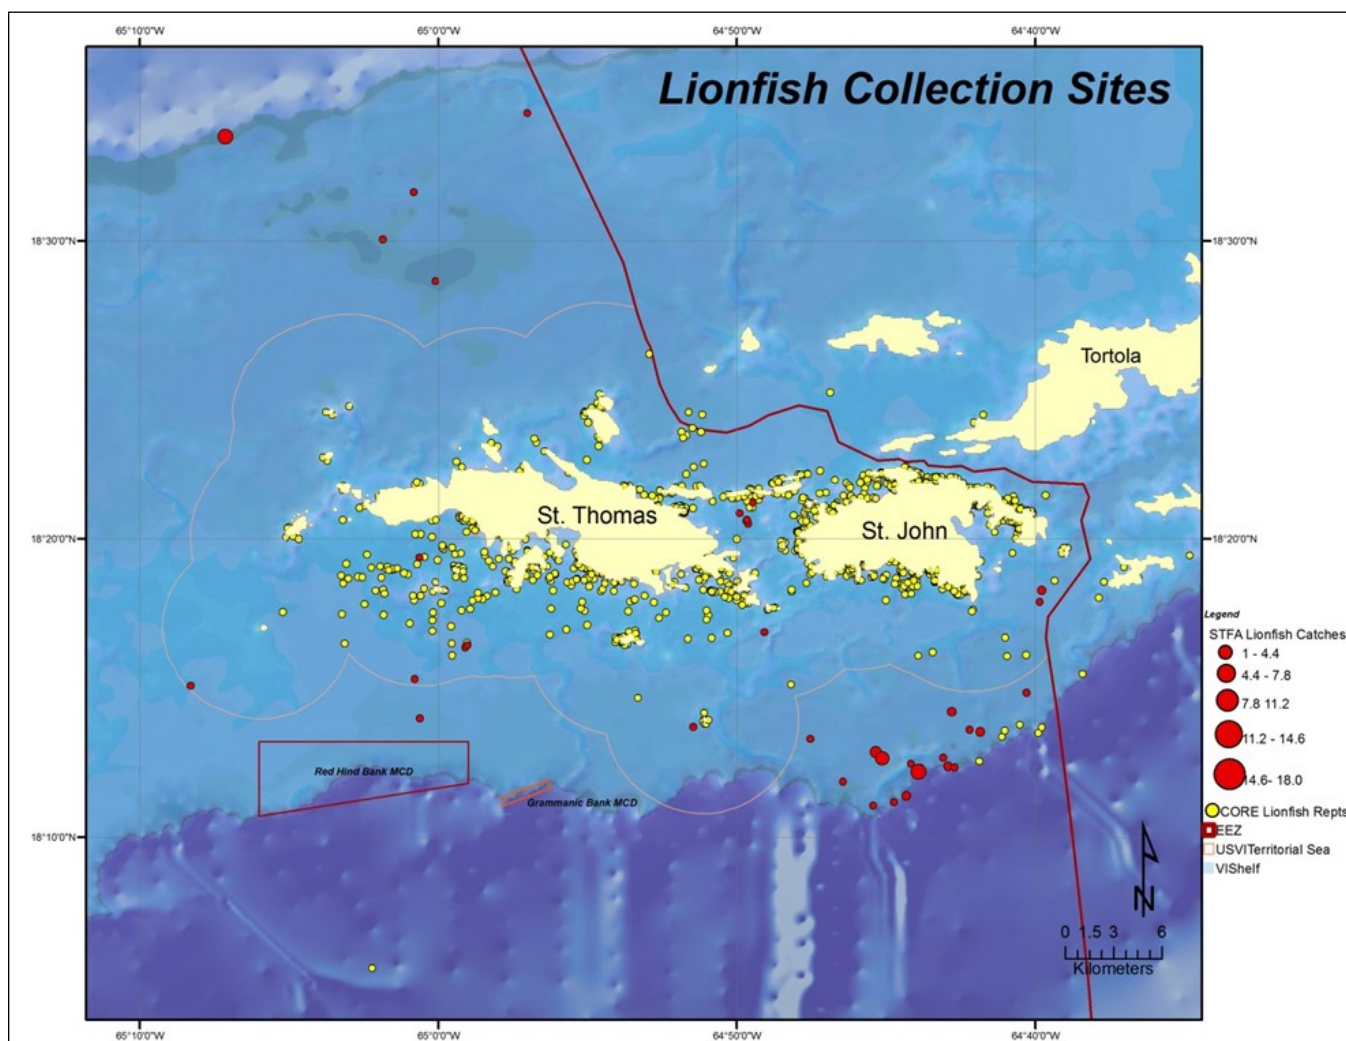 65°10'0"W 65°0'0"W 64°50'0"W 64°40'0"W
Lionfish Collection Sites
18°30'0"N 18°30'0"N
Tortola
St. Thomas
St. John
18°20'0"N 18°20'0"N
Legend
STFA Lionfish Catches
1 - 4.4
4.4 - 7.8
7.8 11.2
11.2 - 14.6
14.6- 18.0
CORE Lionfish Repts
EEZ
USVITerritorial Sea
VIShelf
Red Hind Bank MCD
Grammanic Bank MCD
18°10'0"N 18°10'0"N
N
0 1.5 3 6
Kilometers
65°10'0"W 65°0'0"W 64°50'0"W 64°40'0"W